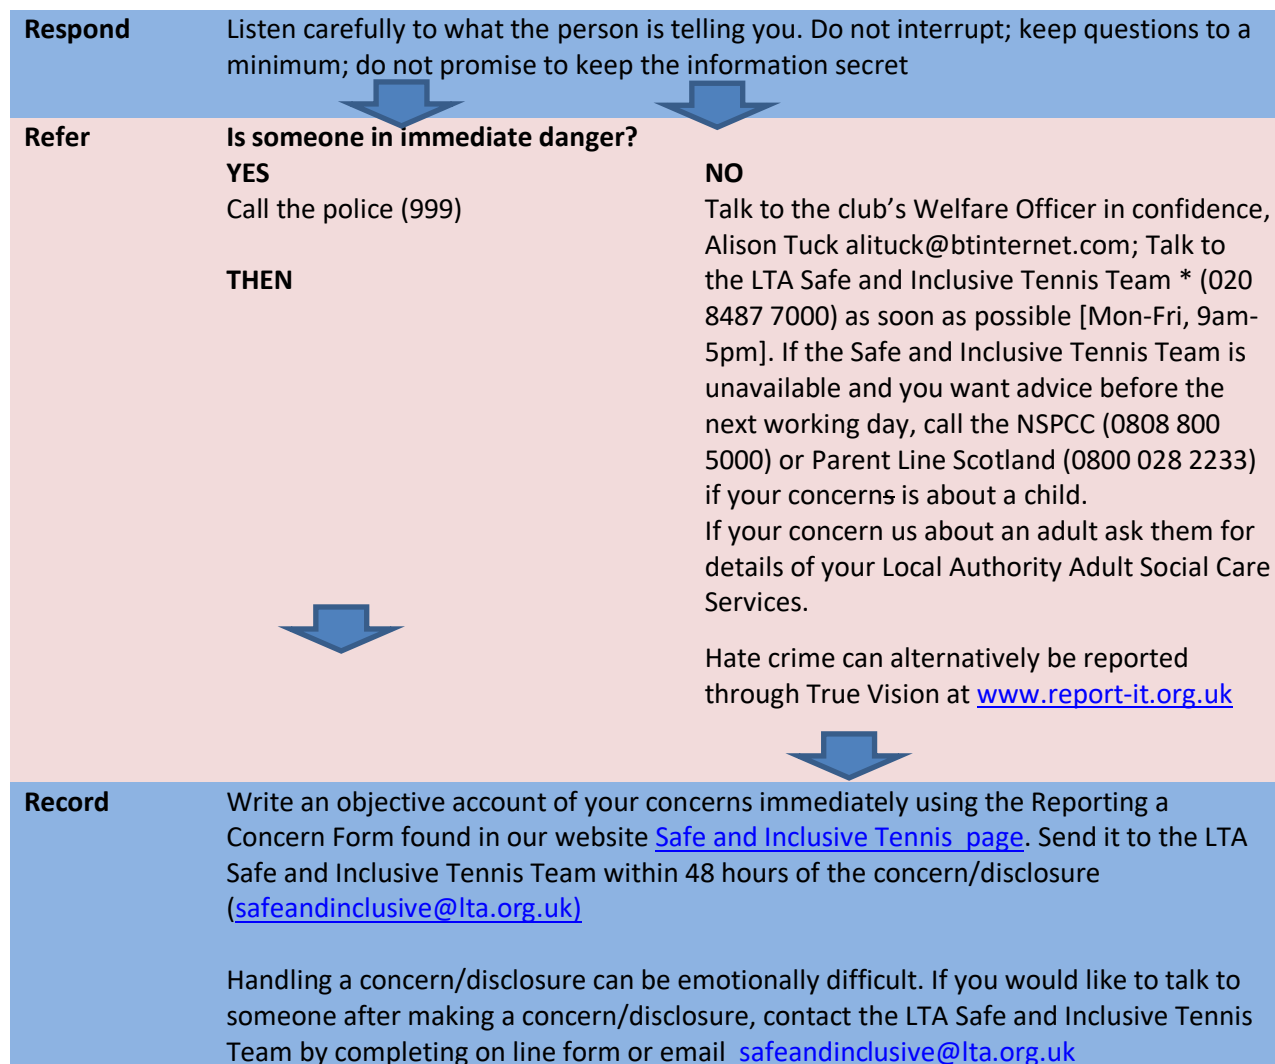 Respond
Listen carefully to what the person is telling you. Do not interrupt; keep questions to a
minimum; do not promise to keep the information secret
Refer
Is someone in immediate danger?
YES
Call the police (999)
THEN
NO
Talk to the club's Welfare Officer in confidence,
Alison Tuck alituck@btinternet.com; Talk to
the LTA Safe and Inclusive Tennis Team * (020
8487 7000) as soon as possible [Mon-Fri, 9am-
5pm]. If the Safe and Inclusive Tennis Team is
unavailable and you want advice before the
next working day, call the NSPCC (0808 800
5000) or Parent Line Scotland (0800 028 2233)
if your concerns is about a child.
If your concern us about an adult ask them for
details of your Local Authority Adult Social Care
Services.
Hate crime can alternatively be reported
through True Vision at www.report-it.org.uk
Record
Write an objective account of your concerns immediately using the Reporting a
Concern Form found in our website Safe and Inclusive Tennis  page. Send it to the LTA
Safe and Inclusive Tennis Team within 48 hours of the concern/disclosure
(safeandinclusive@lta.org.uk)
Handling a concern/disclosure can be emotionally difficult. If you would like to talk to
someone after making a concern/disclosure, contact the LTA Safe and Inclusive Tennis
Team by completing on line form or email  safeandinclusive@lta.org.uk